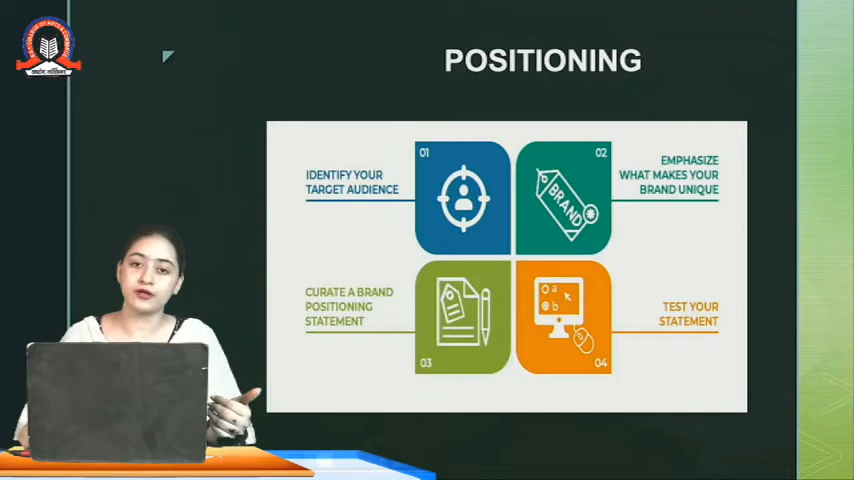 POSITIONING
01
IDENTIFY YOUR
TARGET AUDIENCE
02
EMPHASIZE
WHAT MAKES YOUR
BRAND UNIQUE
BRAND
CURATE A BRAND
POSITIONING
STATEMENT
03
a
b
TEST YOUR
STATEMENT
04